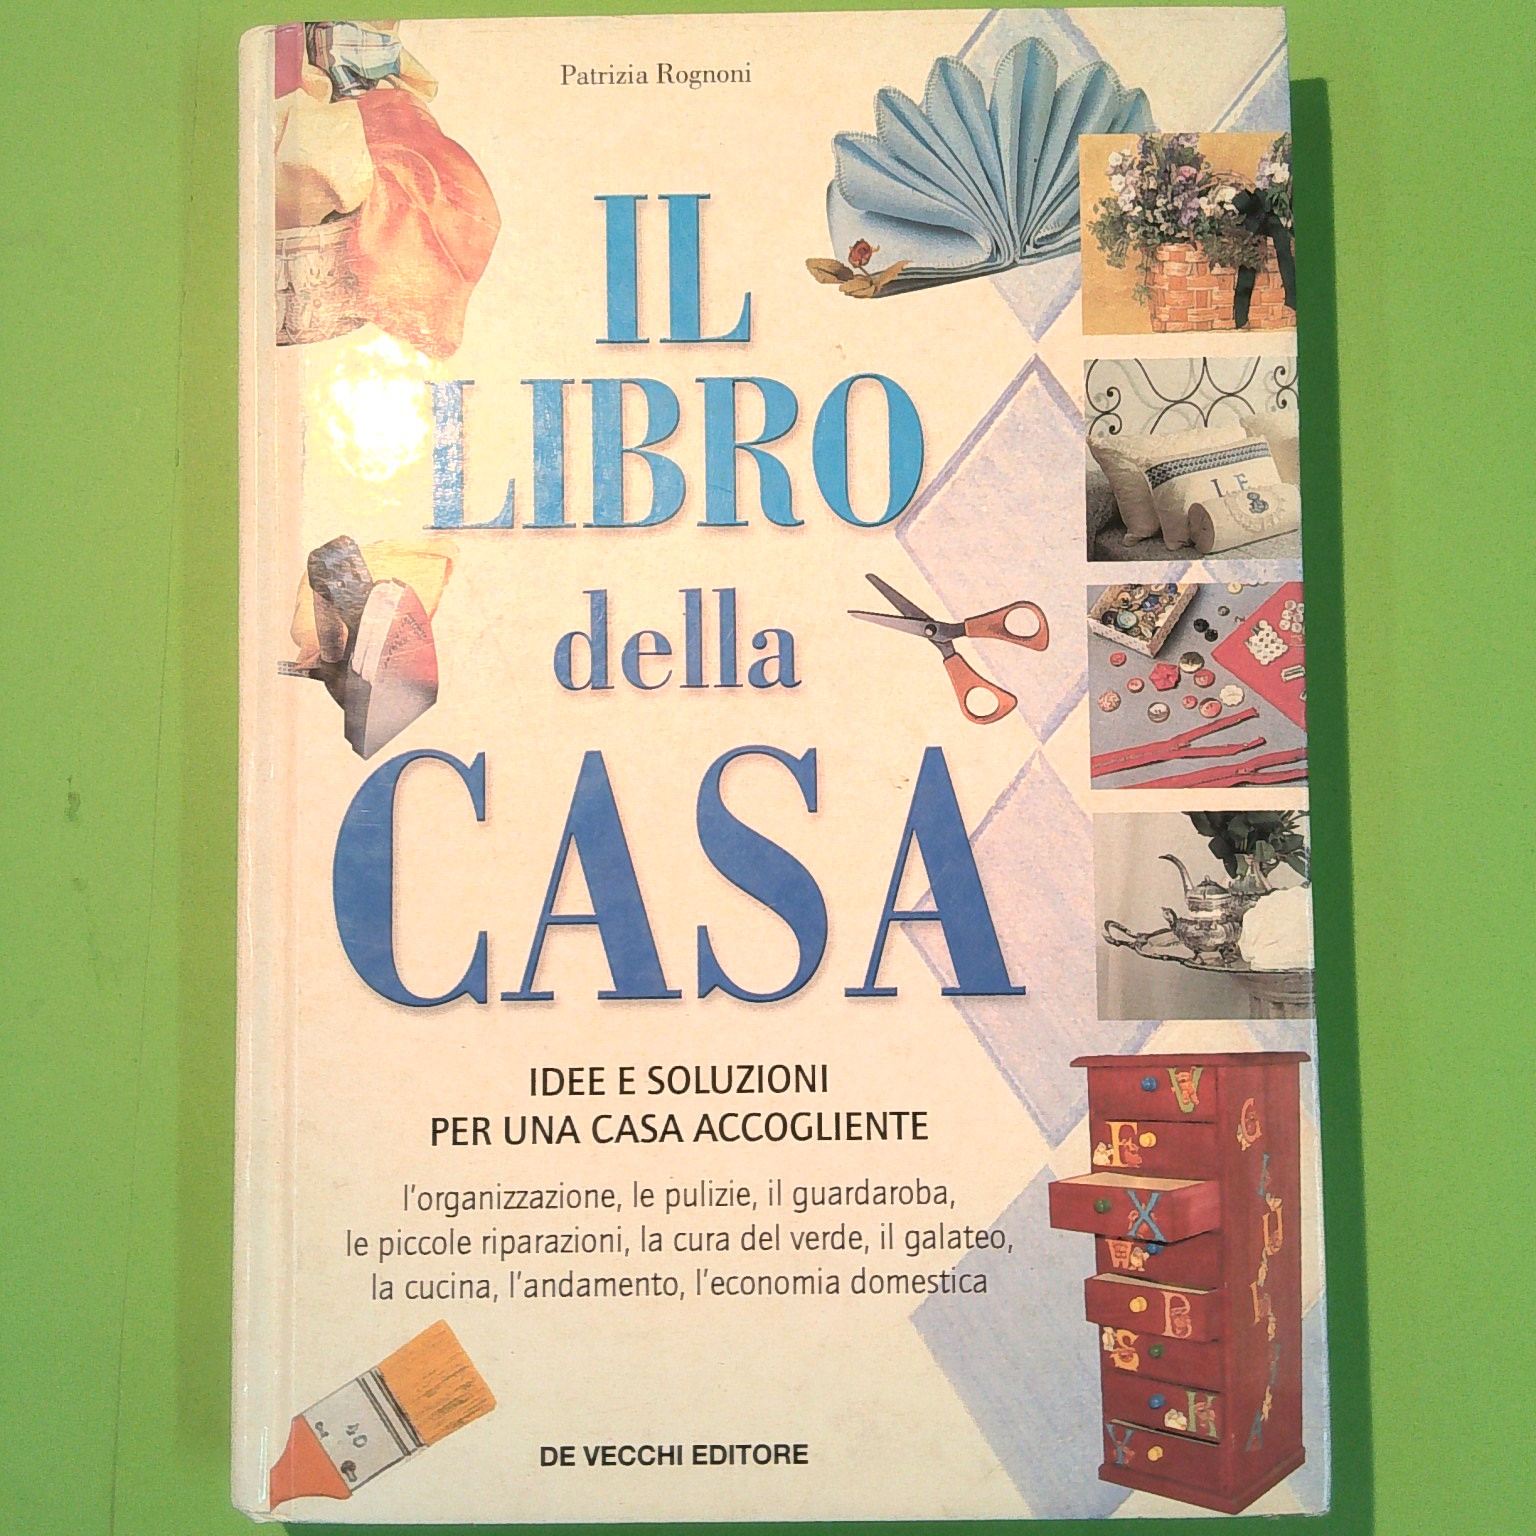 Patrizia Rognoni
IL
LIBRO
della
CASA
IDEE E SOLUZIONI
PER UNA CASA ACCOGLIENTE
l'organizzazione, le pulizie, il guardaroba,
le piccole riparazioni, la cura del verde, il galateo,
la cucina, l'andamento, l'economia domestica
DE VECCHI EDITORE